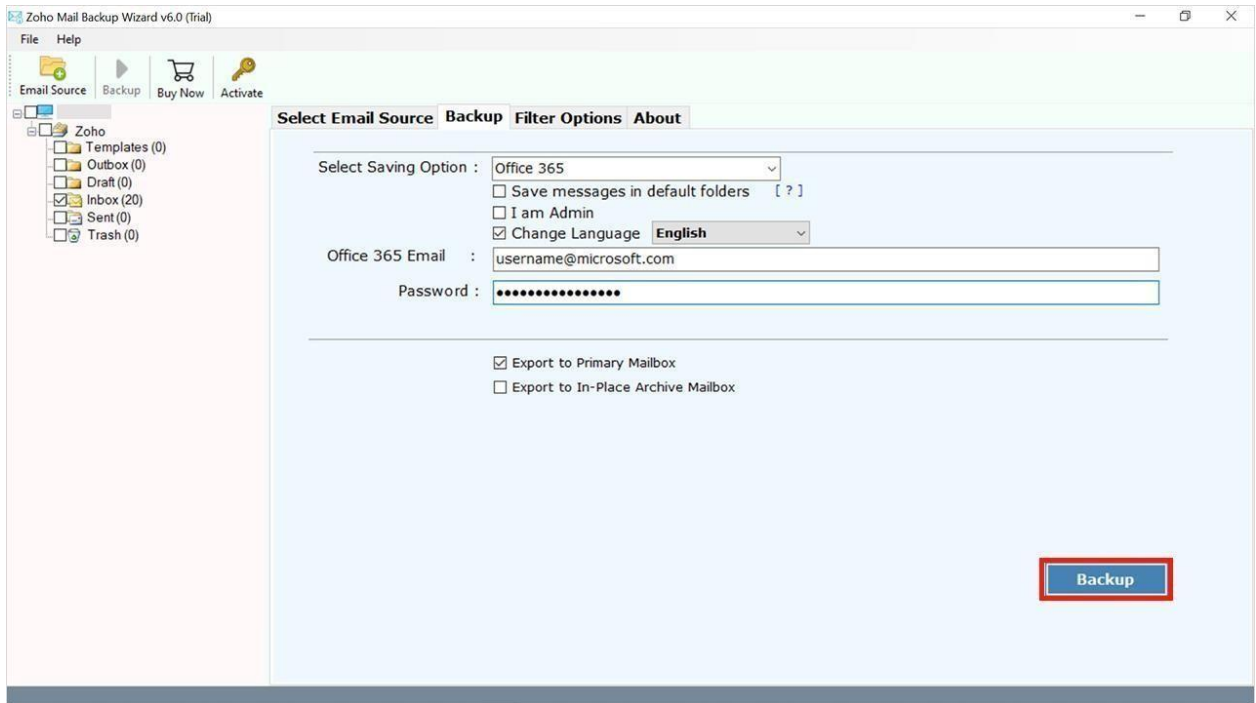 Zoho Mail Backup Wizard v6.0 (Trial)
File Help
Email Source Backup Buy Now Activate
Zoho
Templates (0)
Outbox (0)
Draft (0)
Inbox (20)
Sent (0)
Trash (0)
Select Email Source Backup Filter Options About
Select Saving Option : Office 365
Save messages in default folders [ ? ]
I am Admin
Change Language English
Office 365 Email : username@microsoft.com
Password : ••••••••••••••••
Export to Primary Mailbox
Export to In-Place Archive Mailbox
Backup